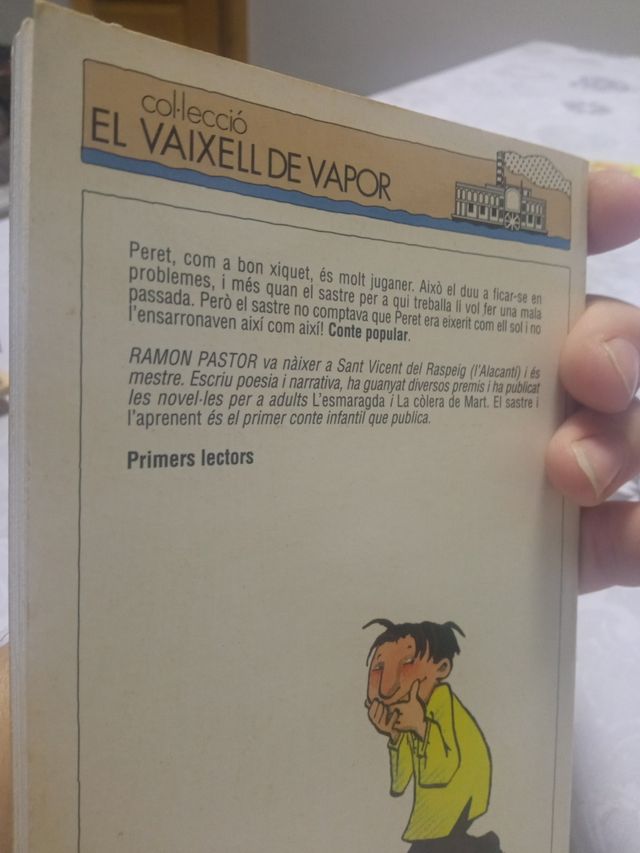 col·lecció
EL VAIXELL DE VAPOR
Peret, com a bon xiquet, és molt juganer. Això el duu a ficar-se en
problemes, i més quan el sastre per a qui treballa li vol fer una mala
passada. Però el sastre no comptava que Peret era eixerit com ell sol i no
l'ensarronaven així com així! Conte popular.
RAMON PASTOR va nàixer a Sant Vicent del Raspeig (l'Alacantí) i és
mestre. Escriu poesia i narrativa, ha guanyat diversos premis i ha publicat
les novel·les per a adults L'esmaragda i La còlera de Mart. El sastre i
l'aprenent és el primer conte infantil que publica.
Primers lectors